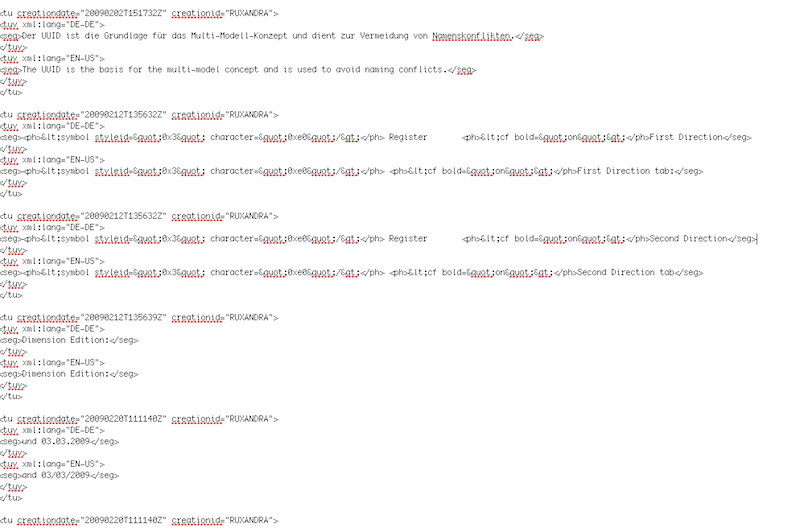 <tu creationdate="20090202T151732Z" creationid="RUXANDRA">
<tuv xml:lang="DE-DE">
<seg>Der UUID ist die Grundlage für das Multi-Modell-Konzept und dient zur Vermeidung von Namenskonflikten.</seg>
</tuv>
<tuv xml:lang="EN-US">
<seg>The UUID is the basis for the multi-model concept and is used to avoid naming conflicts.</seg>
</tuv>
</tu>
<tu creationdate="20090212T135632Z" creationid="RUXANDRA">
<tuv xml:lang="DE-DE">
<seg><ph>&lt;symbol styleid=&quot;0x3&quot; character=&quot;0xe0&quot;/&gt;</ph> Register <ph>&lt;cf bold=&quot;on&quot;&gt;</ph>First Direction</seg>
</tuv>
<tuv xml:lang="EN-US">
<seg><ph>&lt;symbol styleid=&quot;0x3&quot; character=&quot;0xe0&quot;/&gt;</ph> <ph>&lt;cf bold=&quot;on&quot;&gt;</ph>First Direction tab:</seg>
</tuv>
</tu>
<tu creationdate="20090212T135632Z" creationid="RUXANDRA">
<tuv xml:lang="DE-DE">
<seg><ph>&lt;symbol styleid=&quot;0x3&quot; character=&quot;0xe0&quot;/&gt;</ph> Register <ph>&lt;cf bold=&quot;on&quot;&gt;</ph>Second Direction</seg>
</tuv>
<tuv xml:lang="EN-US">
<seg><ph>&lt;symbol styleid=&quot;0x3&quot; character=&quot;0xe0&quot;/&gt;</ph> <ph>&lt;cf bold=&quot;on&quot;&gt;</ph>Second Direction tab</seg>
</tuv>
</tu>
<tu creationdate="20090212T135639Z" creationid="RUXANDRA">
<tuv xml:lang="DE-DE">
<seg>Dimension Edition:</seg>
</tuv>
<tuv xml:lang="EN-US">
<seg>Dimension Edition:</seg>
</tuv>
</tu>
<tu creationdate="20090220T111140Z" creationid="RUXANDRA">
<tuv xml:lang="DE-DE">
<seg>und 03.03.2009</seg>
</tuv>
<tuv xml:lang="EN-US">
<seg>and 03/03/2009</seg>
</tuv>
</tu>
<tu creationdate="20090220T111140Z" creationid="RUXANDRA">